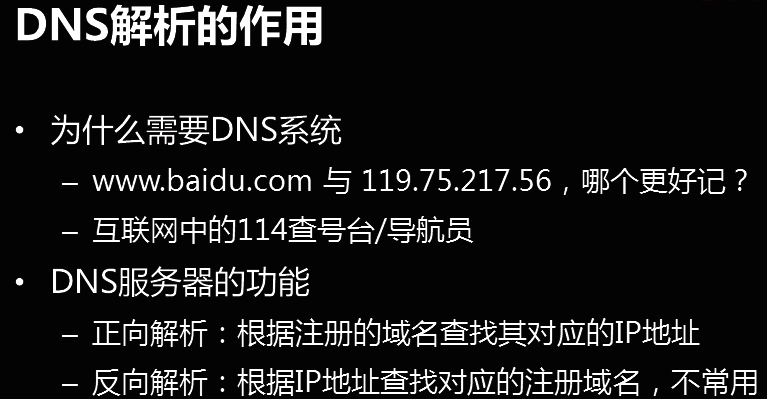 DNS解析的作用
• 为什么需要DNS系统
– www.baidu.com 与 119.75.217.56，哪个更好记？
– 互联网中的114查号台/导航员
• DNS服务器的功能
– 正向解析：根据注册的域名查找其对应的IP地址
– 反向解析：根据IP地址查找对应的注册域名，不常用